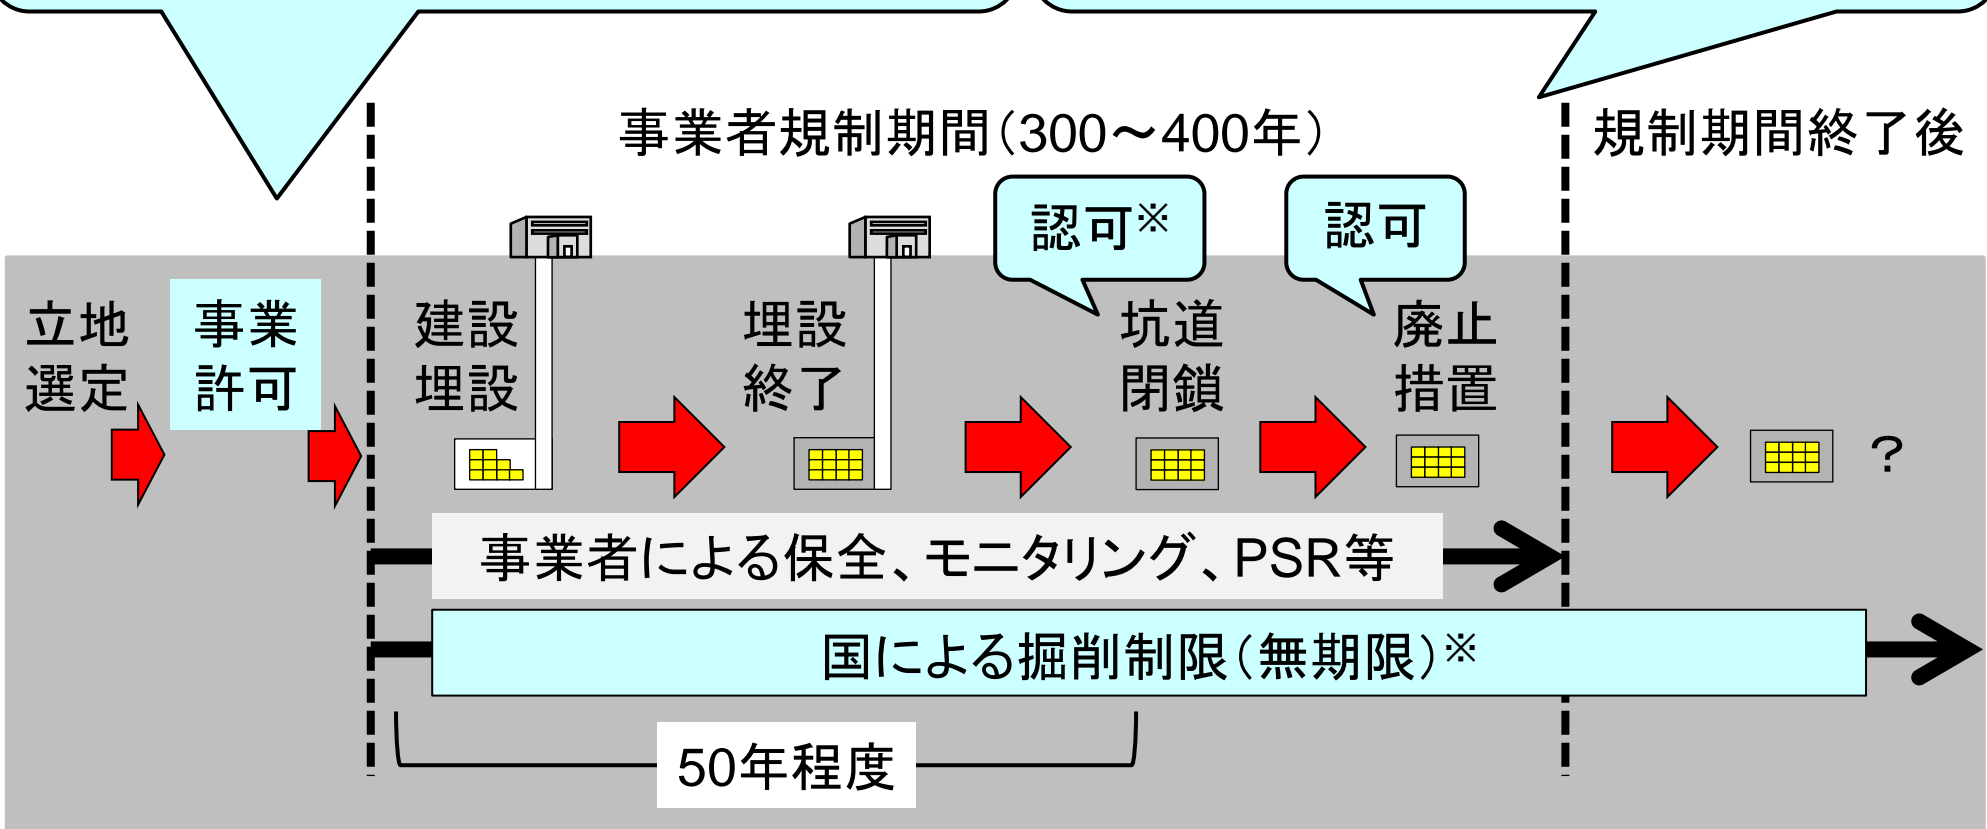 事業者規制期間(300~400年)
規制期間終了後
認可※
認可
立地
選定
事業
許可
建設
埋設
埋設
終了
坑道
閉鎖
廃止
措置
?
事業者による保全、モニタリング、PSR等
国による掘削制限(無期限)※
50年程度